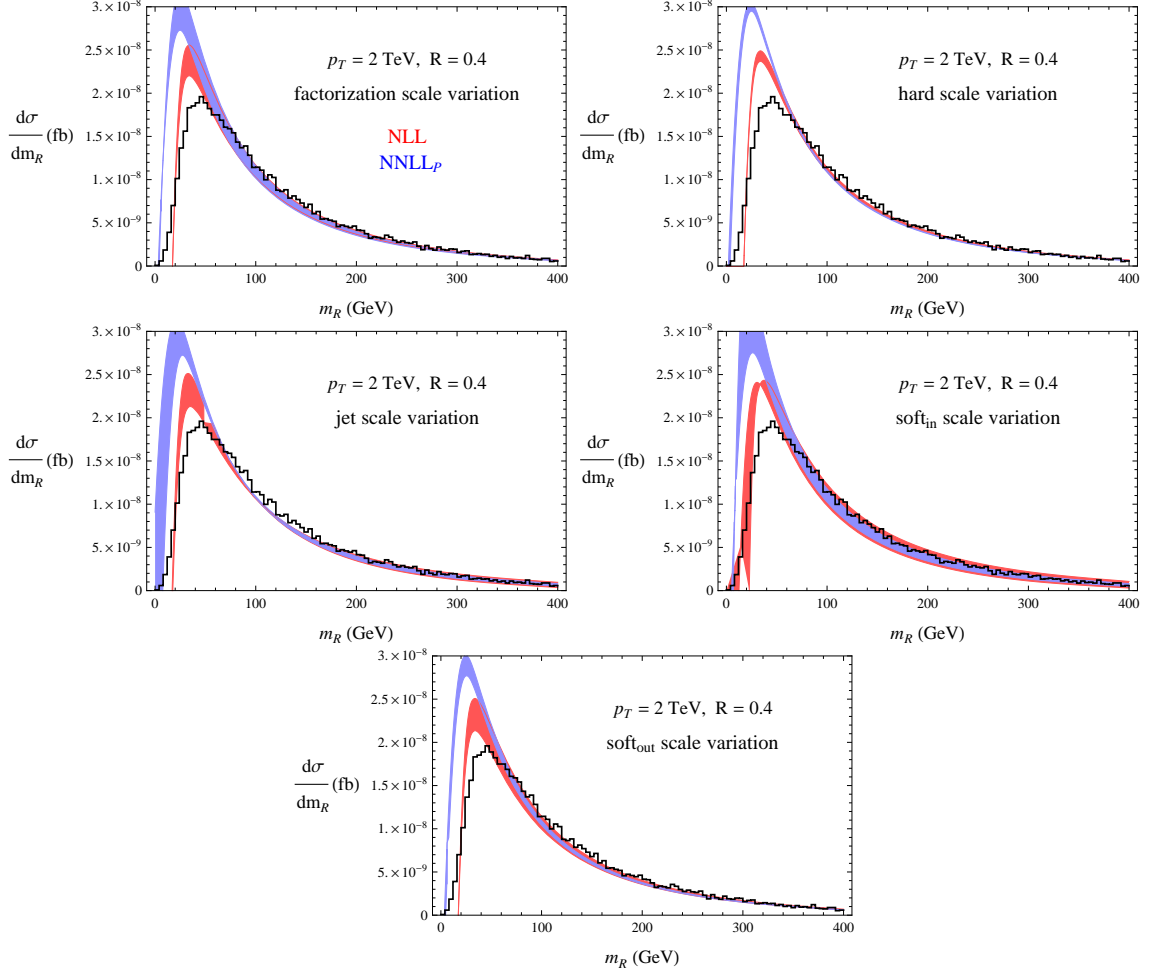 3. × 10⁻⁸
2.5 × 10⁻⁸
2. × 10⁻⁸
1.5 × 10⁻⁸
1. × 10⁻⁸
5. × 10⁻⁹
0
dσ
dm_R
(fb)
p_T = 2 TeV, R = 0.4
factorization scale variation
NLL
NNLL_P
0 100 200 300 400
m_R (GeV)
3. × 10⁻⁸
2.5 × 10⁻⁸
2. × 10⁻⁸
1.5 × 10⁻⁸
1. × 10⁻⁸
5. × 10⁻⁹
0
dσ
dm_R
(fb)
p_T = 2 TeV, R = 0.4
hard scale variation
0 100 200 300 400
m_R (GeV)
3. × 10⁻⁸
2.5 × 10⁻⁸
2. × 10⁻⁸
1.5 × 10⁻⁸
1. × 10⁻⁸
5. × 10⁻⁹
0
dσ
dm_R
(fb)
p_T = 2 TeV, R = 0.4
jet scale variation
0 100 200 300 400
m_R (GeV)
3. × 10⁻⁸
2.5 × 10⁻⁸
2. × 10⁻⁸
1.5 × 10⁻⁸
1. × 10⁻⁸
5. × 10⁻⁹
0
dσ
dm_R
(fb)
p_T = 2 TeV, R = 0.4
soft_in scale variation
0 100 200 300 400
m_R (GeV)
3. × 10⁻⁸
2.5 × 10⁻⁸
2. × 10⁻⁸
1.5 × 10⁻⁸
1. × 10⁻⁸
5. × 10⁻⁹
0
dσ
dm_R
(fb)
p_T = 2 TeV, R = 0.4
soft_out scale variation
0 100 200 300 400
m_R (GeV)